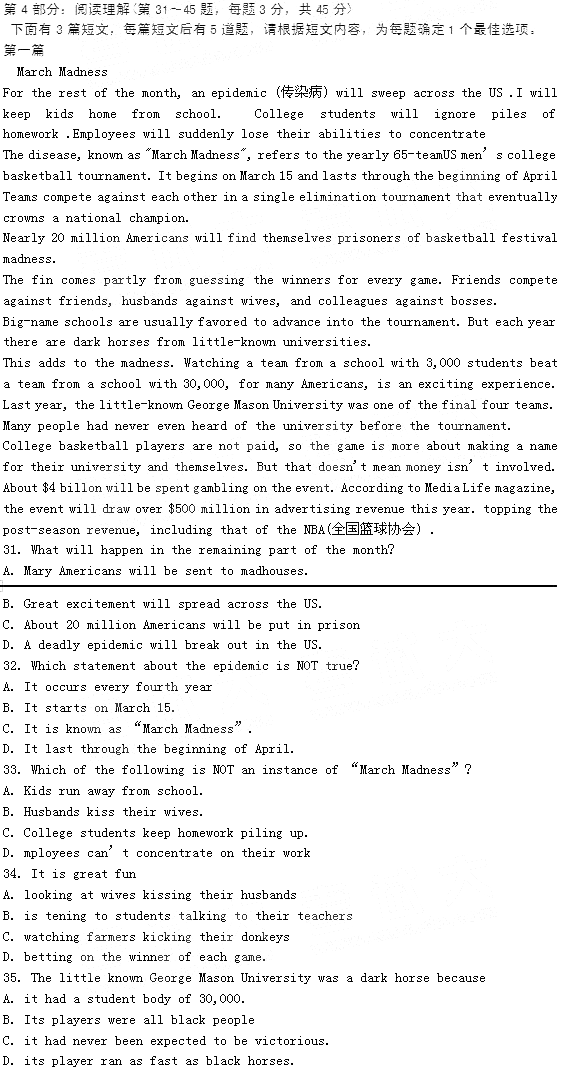 第 4 部分: 阅读理解(第 31～45 题, 每题 3 分, 共 45 分)
下面有 3 篇短文, 每篇短文后有 5 道题, 请根据短文内容, 为每题确定 1 个最佳选项。
第一篇
March Madness
For the rest of the month, an epidemic (传染病) will sweep across the US .I will
keep kids home from school. College students will ignore piles of
homework .Employees will suddenly lose their abilities to concentrate
The disease, known as "March Madness", refers to the yearly 65-teamUS men's college
basketball tournament. It begins on March 15 and lasts through the beginning of April
Teams compete against each other in a single elimination tournament that eventually
crowns a national champion.
Nearly 20 million Americans will find themselves prisoners of basketball festival
madness.
The fin comes partly from guessing the winners for every game. Friends compete
against friends, husbands against wives, and colleagues against bosses.
Big-name schools are usually favored to advance into the tournament. But each year
there are dark horses from little-known universities.
This adds to the madness. Watching a team from a school with 3,000 students beat
a team from a school with 30,000, for many Americans, is an exciting experience.
Last year, the little-known George Mason University was one of the final four teams.
Many people had never even heard of the university before the tournament.
College basketball players are not paid, so the game is more about making a name
for their university and themselves. But that doesn't mean money isn't involved.
About $4 billon will be spent gambling on the event. According to Media Life magazine,
the event will draw over $500 million in advertising revenue this year. topping the
post-season revenue, including that of the NBA(全国篮球协会) .
31. What will happen in the remaining part of the month?
A. Mary Americans will be sent to madhouses.
B. Great excitement will spread across the US.
C. About 20 million Americans will be put in prison
D. A deadly epidemic will break out in the US.
32. Which statement about the epidemic is NOT true?
A. It occurs every fourth year
B. It starts on March 15.
C. It is known as “March Madness”.
D. It last through the beginning of April.
33. Which of the following is NOT an instance of “March Madness”?
A. Kids run away from school.
B. Husbands kiss their wives.
C. College students keep homework piling up.
D. mployees can't concentrate on their work
34. It is great fun
A. looking at wives kissing their husbands
B. is tening to students talking to their teachers
C. watching farmers kicking their donkeys
D. betting on the winner of each game.
35. The little known George Mason University was a dark horse because
A. it had a student body of 30,000.
B. Its players were all black people
C. it had never been expected to be victorious.
D. its player ran as fast as black horses.